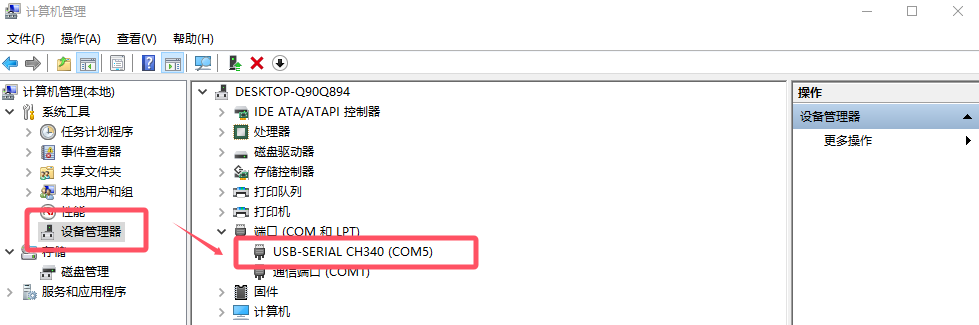 计算机管理
文件(F) 操作(A) 查看(V) 帮助(H)
计算机管理(本地)
系统工具
任务计划程序
事件查看器
共享文件夹
本地用户和组
性能
设备管理器
存储
磁盘管理
服务和应用程序
DESKTOP-Q90Q894
IDE ATA/ATAPI 控制器
处理器
磁盘驱动器
存储控制器
打印队列
打印机
端口 (COM 和 LPT)
USB-SERIAL CH340 (COM5)
通信端口 (COM1)
固件
计算机
操作
设备管理器
更多操作